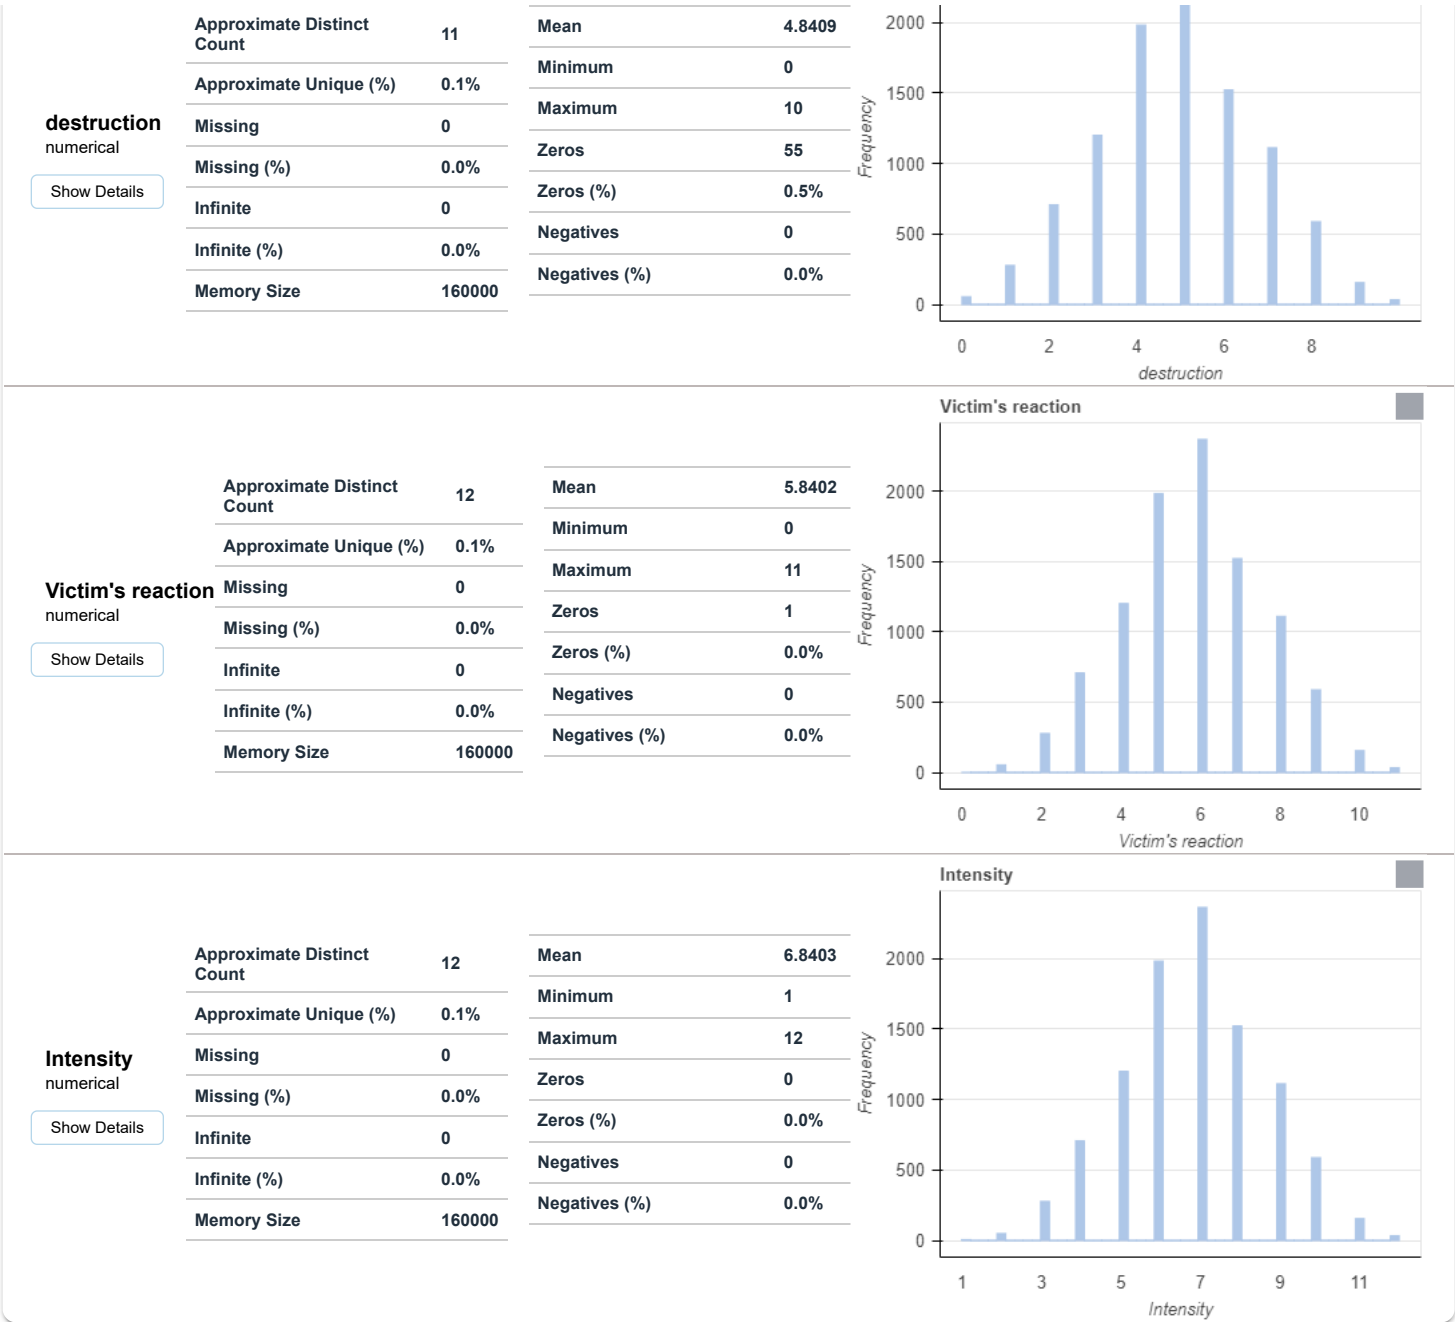 destruction
numerical
Show Details
Approximate Distinct
Count
11
Approximate Unique (%) 0.1%
Missing 0
Missing (%) 0.0%
Infinite 0
Infinite (%) 0.0%
Memory Size 160000
Mean 4.8409
Minimum 0
Maximum 10
Zeros 55
Zeros (%) 0.5%
Negatives 0
Negatives (%) 0.0%
2000
1500
1000
500
0
Frequency
0 2 4 6 8
destruction
Victim's reaction
numerical
Show Details
Approximate Distinct
Count
12
Approximate Unique (%) 0.1%
Missing 0
Missing (%) 0.0%
Infinite 0
Infinite (%) 0.0%
Memory Size 160000
Mean 5.8402
Minimum 0
Maximum 11
Zeros 1
Zeros (%) 0.0%
Negatives 0
Negatives (%) 0.0%
Victim's reaction
2000
1500
1000
500
0
Frequency
0 2 4 6 8 10
Victim's reaction
Intensity
numerical
Show Details
Approximate Distinct
Count
12
Approximate Unique (%) 0.1%
Missing 0
Missing (%) 0.0%
Infinite 0
Infinite (%) 0.0%
Memory Size 160000
Mean 6.8403
Minimum 1
Maximum 12
Zeros 0
Zeros (%) 0.0%
Negatives 0
Negatives (%) 0.0%
Intensity
2000
1500
1000
500
0
Frequency
1 3 5 7 9 11
Intensity